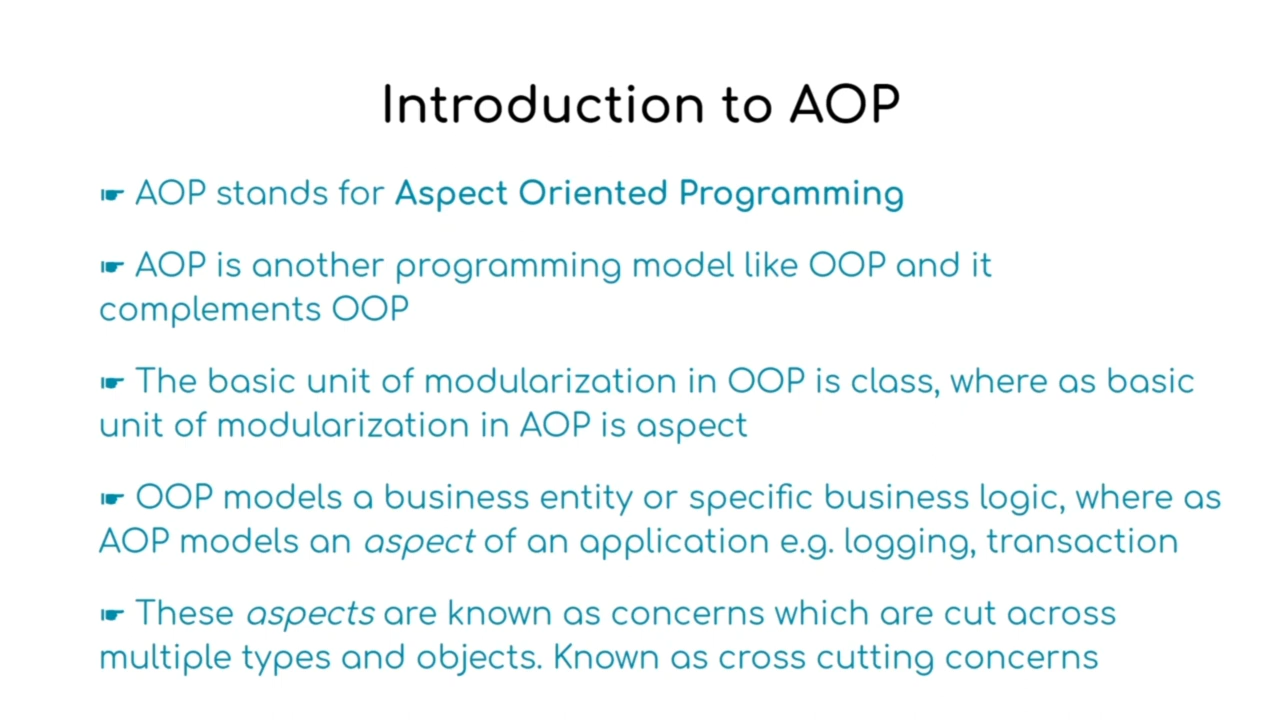 Introduction to AOP
☛ AOP stands for Aspect Oriented Programming
☛ AOP is another programming model like OOP and it
complements OOP
☛ The basic unit of modularization in OOP is class, where as basic
unit of modularization in AOP is aspect
☛ OOP models a business entity or specific business logic, where as
AOP models an aspect of an application e.g. logging, transaction
☛ These aspects are known as concerns which are cut across
multiple types and objects. Known as cross cutting concerns